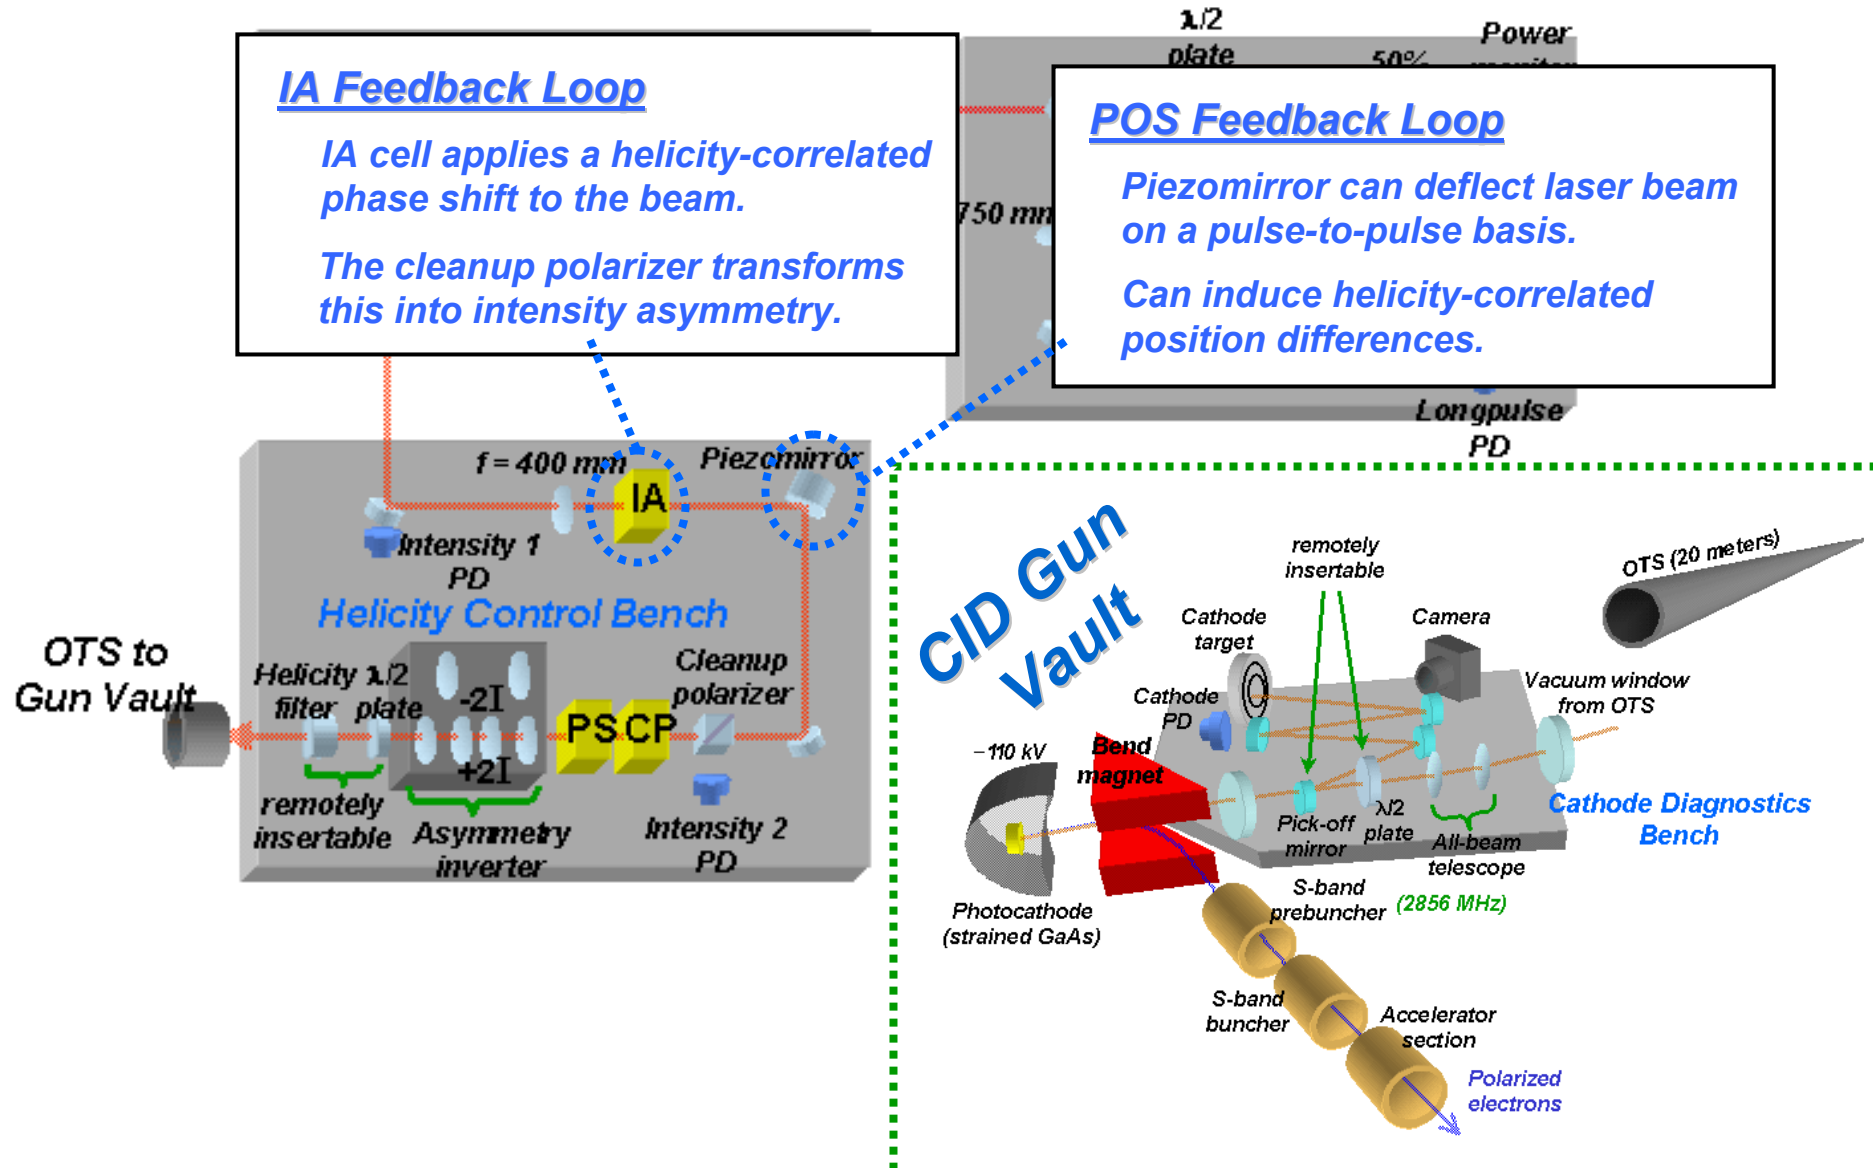 λ/2
plate
50%
Power
IA Feedback Loop
IA cell applies a helicity-correlated
phase shift to the beam.
The cleanup polarizer transforms
this into intensity asymmetry.
POS Feedback Loop
Piezomirror can deflect laser beam
on a pulse-to-pulse basis.
Can induce helicity-correlated
position differences.
750 mm
Longpulse
PD
f = 400 mm
IA
Piezomirror
Intensity 1
PD
Helicity Control Bench
OTS to
Gun Vault
Helicity
filter
λ/2
plate
-2I
+2I
PS
CP
Cleanup
polarizer
remotely
insertable
Asymmetry
inverter
Intensity 2
PD
CID Gun
Vault
remotely
insertable
OTS (20 meters)
Cathode
target
Camera
Cathode
PD
Vacuum window
from OTS
–110 kV
Bend
magnet
Pick-off
mirror
λ/2
plate
All-beam
telescope
Cathode Diagnostics
Bench
Photocathode
(strained GaAs)
S-band
prebuncher
(2856 MHz)
S-band
buncher
Accelerator
section
Polarized
electrons